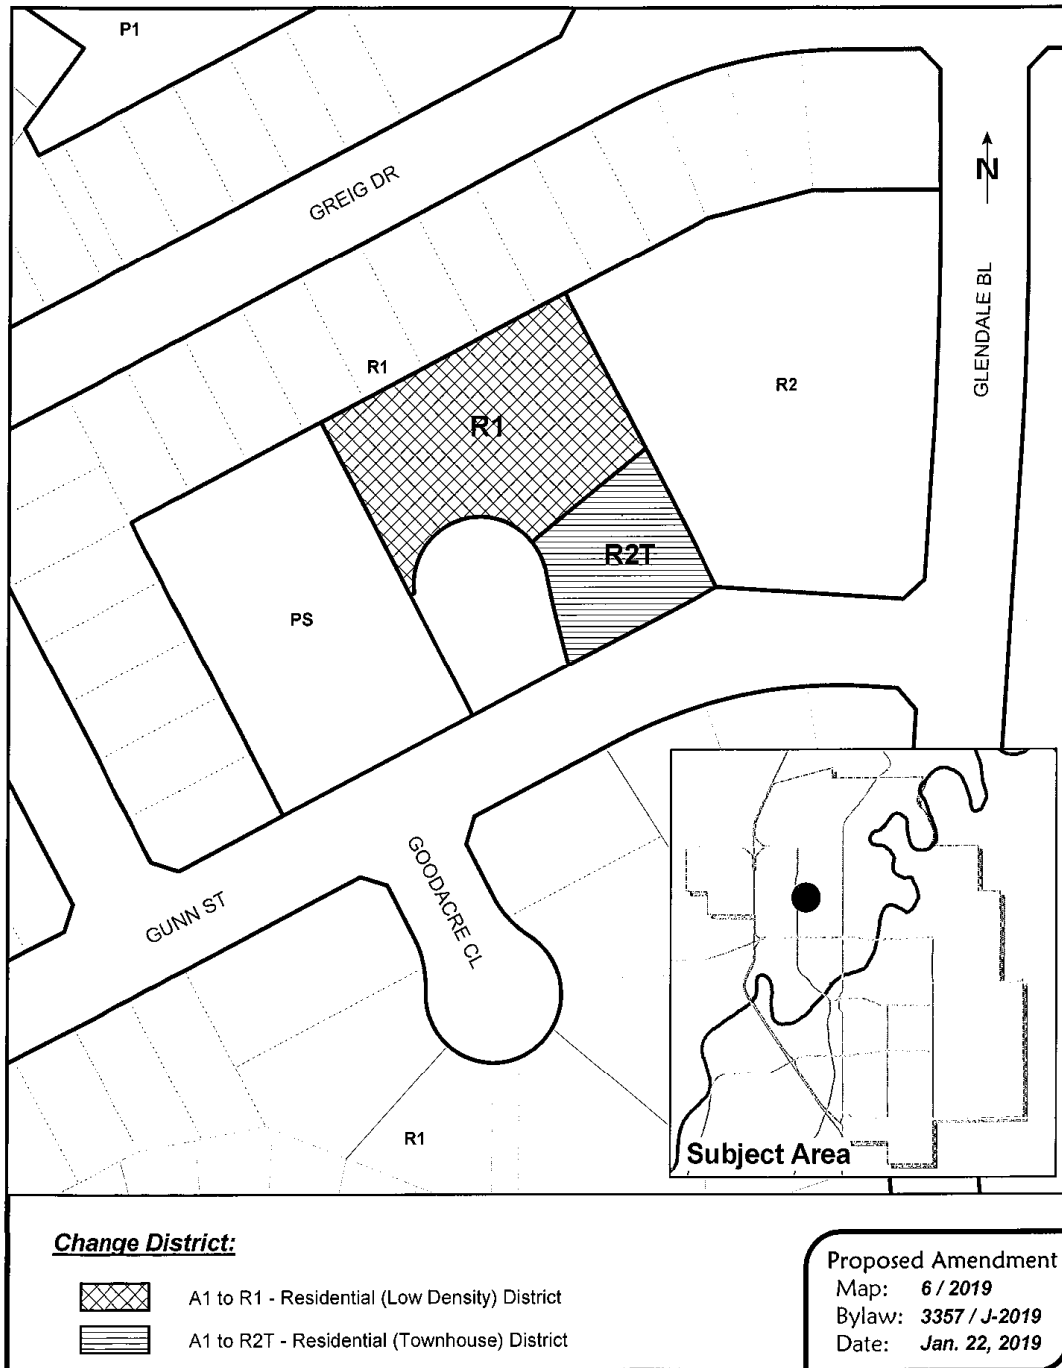 P1
GREIG DR
N
GLENDALE BL
R1
R1
R2
R2T
PS
GOODACRE CL
GUNN ST
R1
Subject Area
Change District:
A1 to R1 - Residential (Low Density) District
A1 to R2T - Residential (Townhouse) District
Proposed Amendment
Map: 6 / 2019
Bylaw: 3357 / J-2019
Date: Jan. 22, 2019